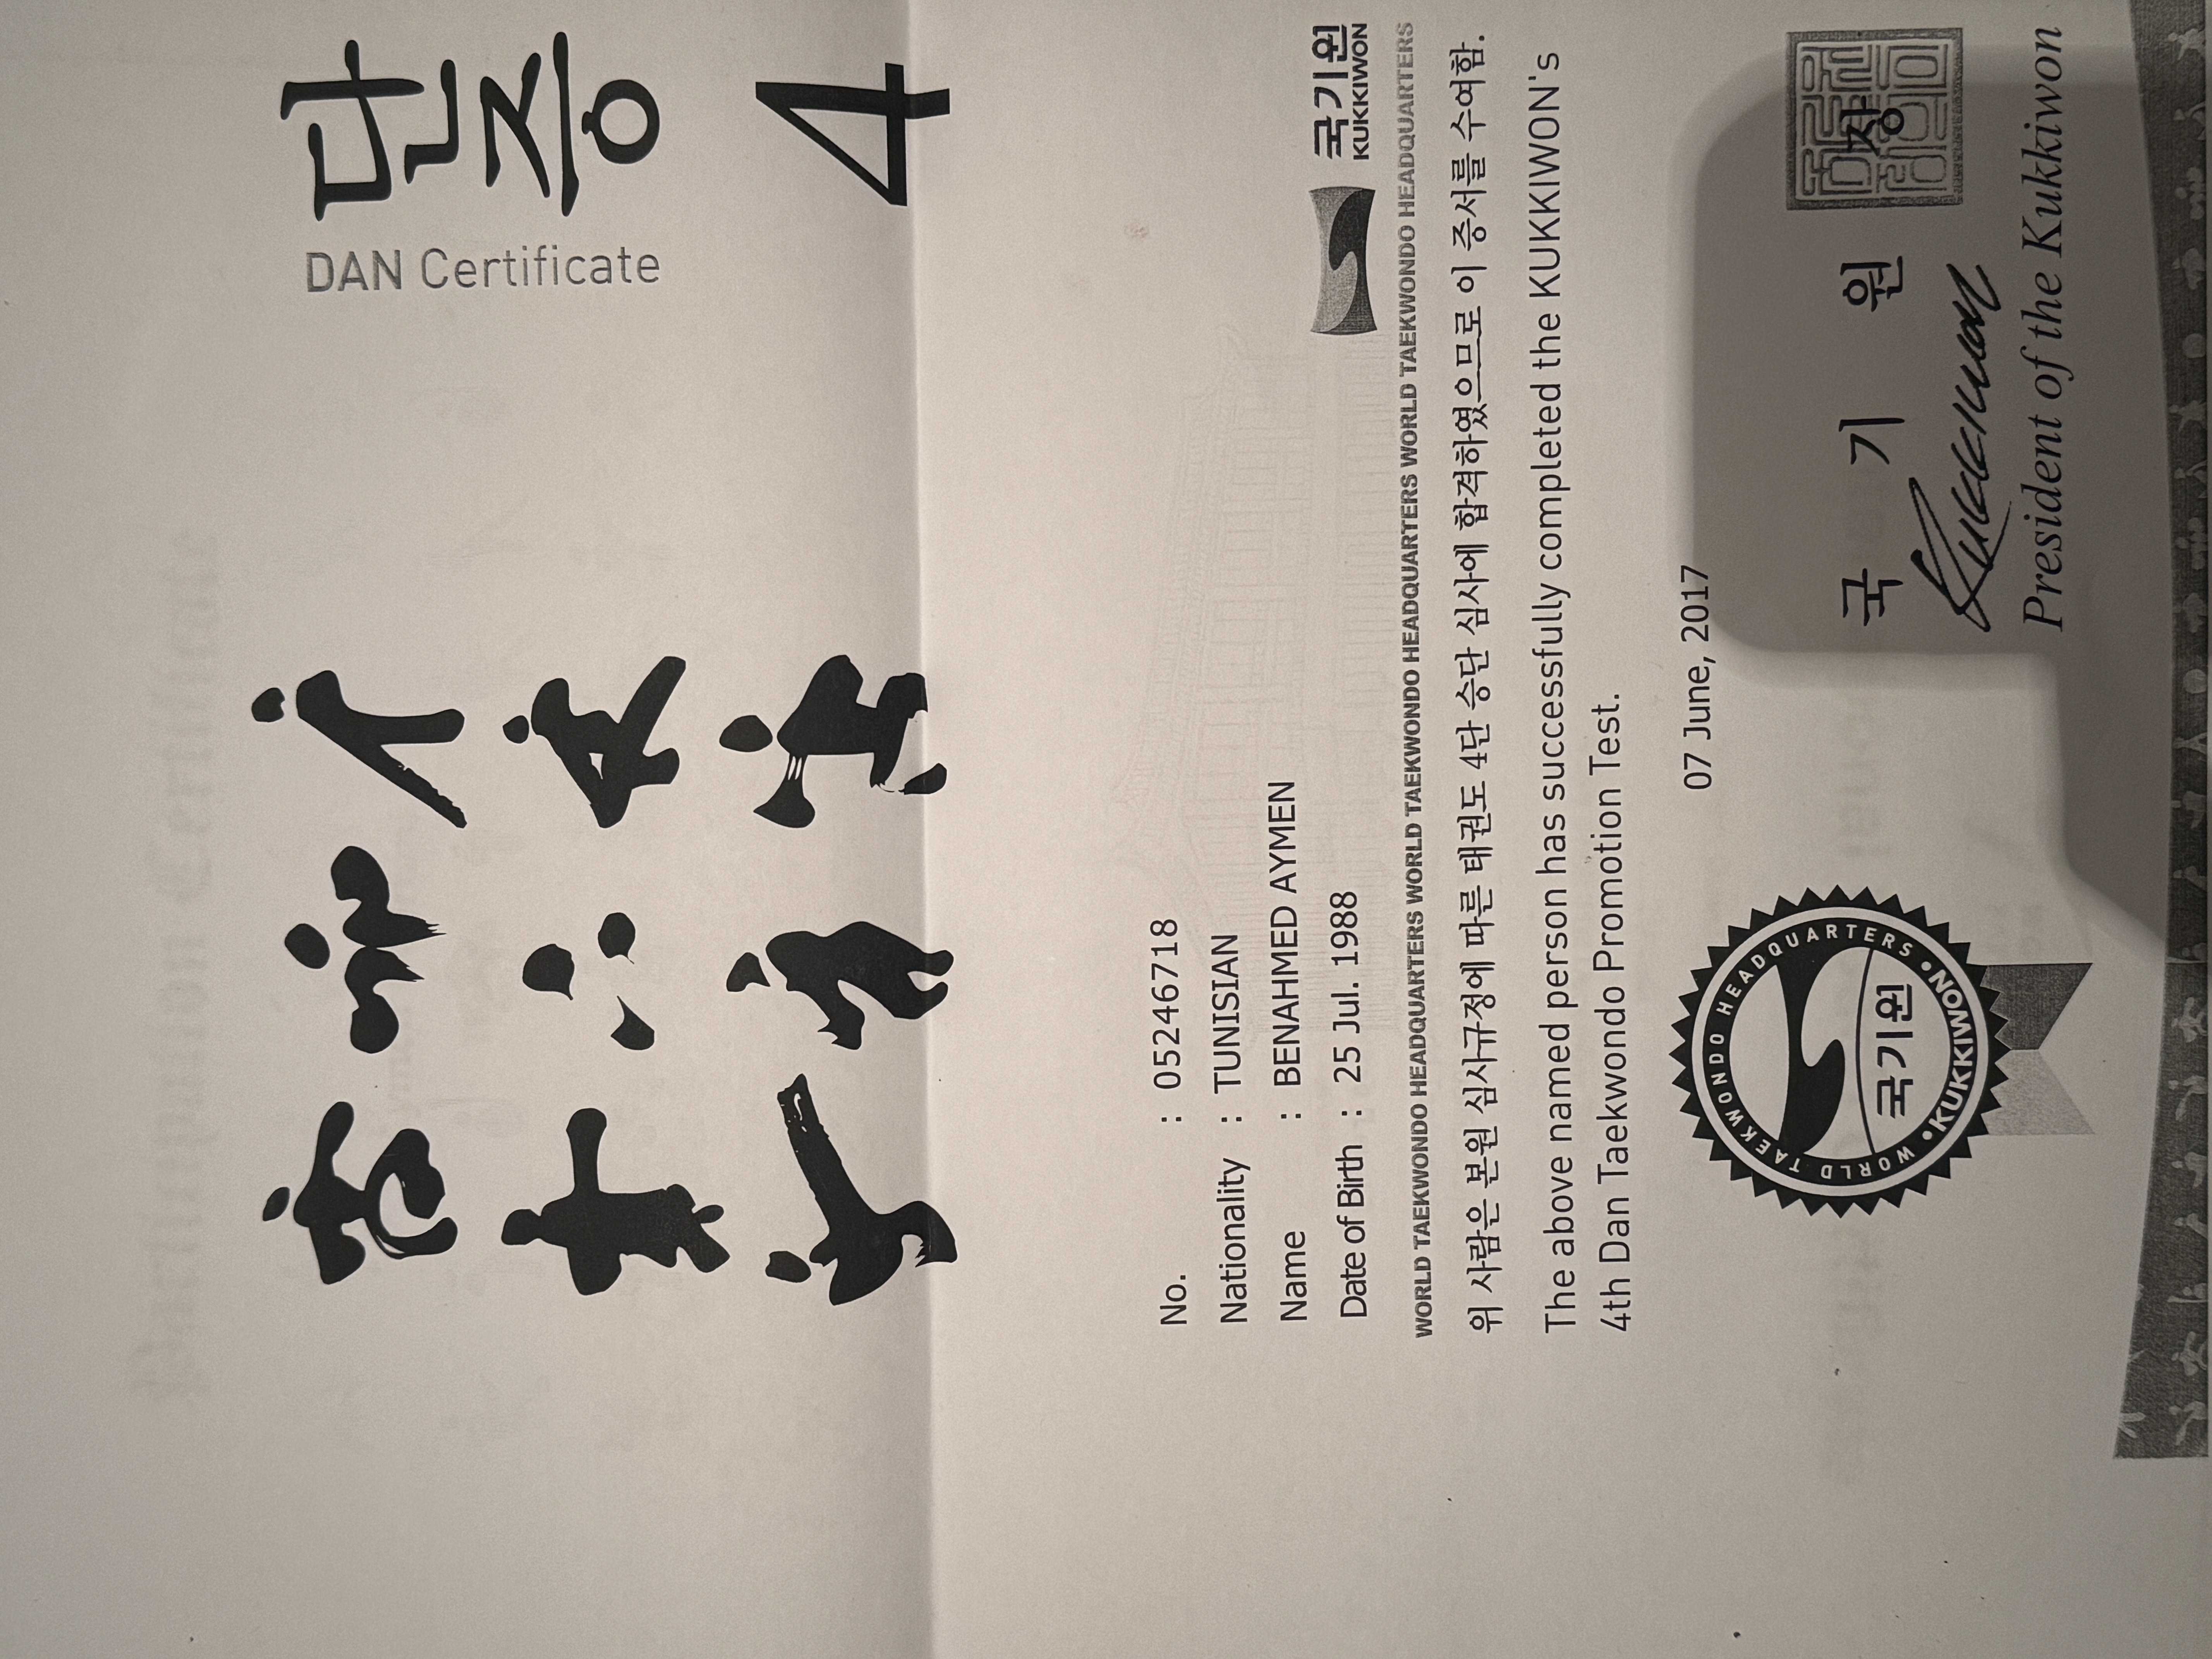 단증
DAN Certificate
4
No. : 05246718
Nationality : TUNISIAN
Name : BENAHMED AYMEN
Date of Birth : 25 Jul. 1988
국기원
KUKKIWON
WORLD TAEKWONDO HEADQUARTERS WORLD TAEKWONDO HEADQUARTERS WORLD TAEKWONDO HEADQUARTERS WORLD TAEKWONDO HEADQUARTERS
위 사람은 본원 심사규정에 따른 태권도 4단 승단 심사에 합격하였으므로 이 증서를 수여함.
The above named person has successfully completed the KUKKIWON's
4th Dan Taekwondo Promotion Test.
07 June, 2017
WORLD TAEKWONDO HEADQUARTERS
국기원
• KUKKIWON •
국 기 원 장
Kukkiwon
President of the Kukkiwon